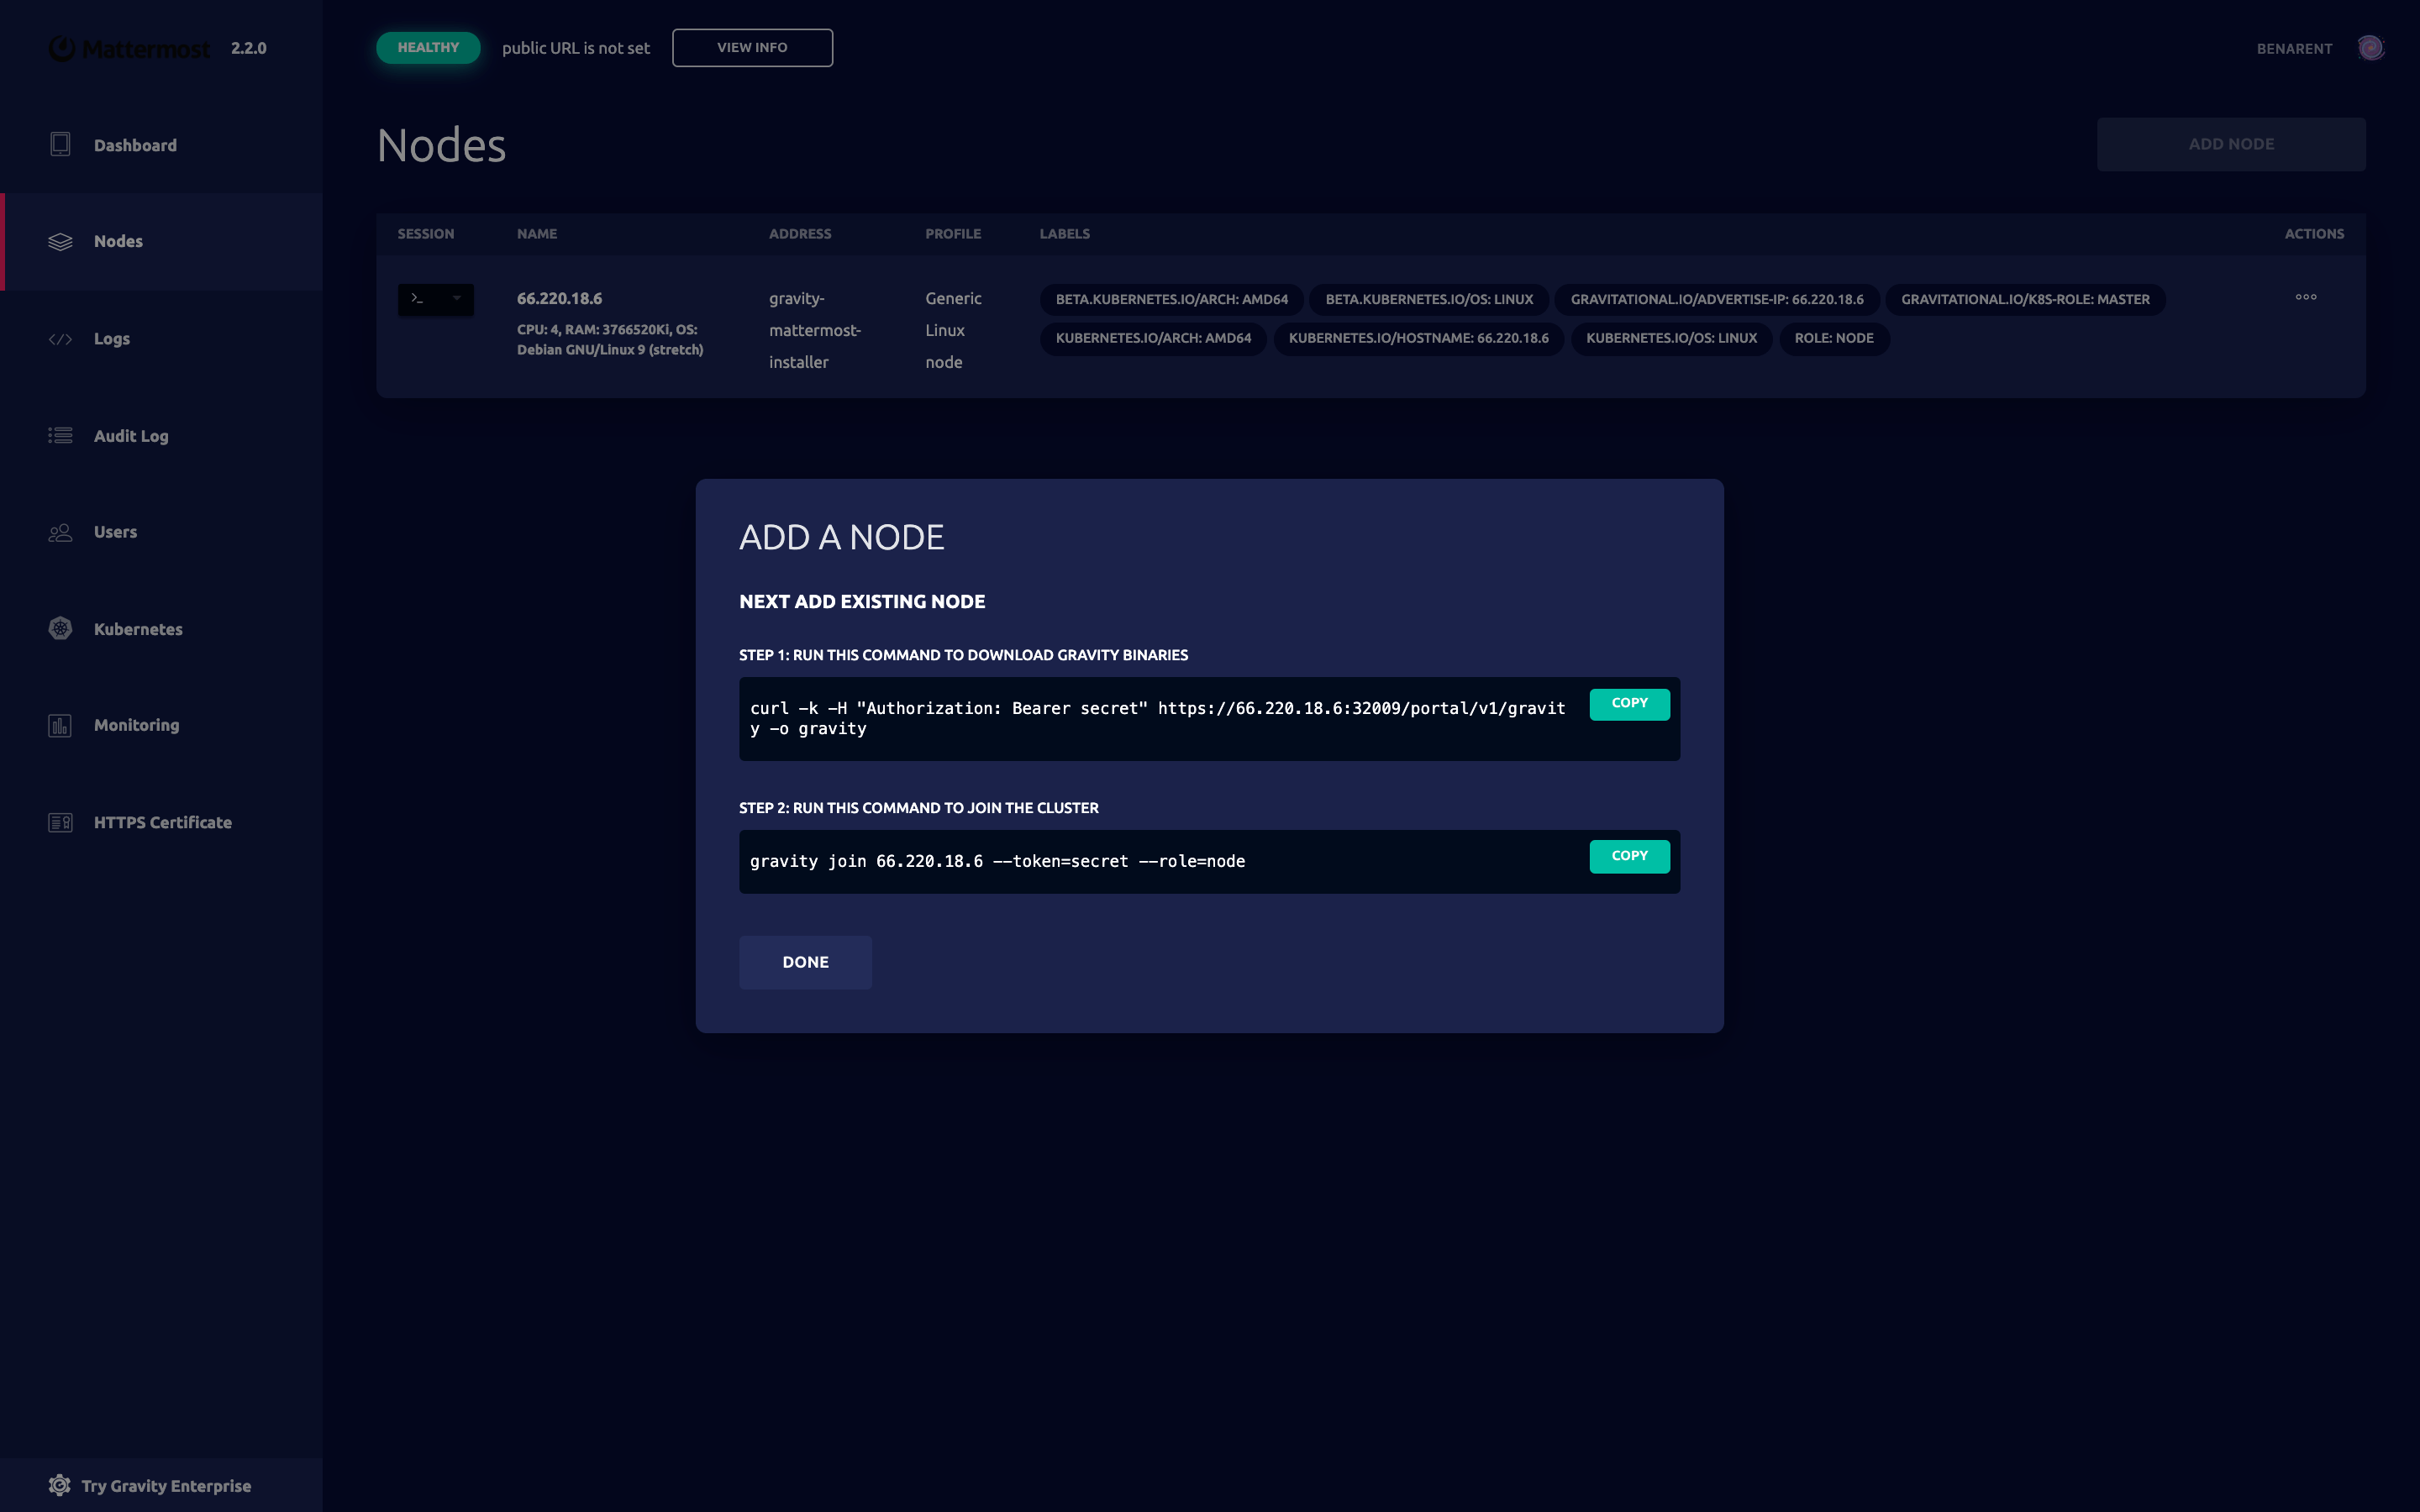 Mattermost 2.2.0
HEALTHY public URL is not set VIEW INFO
BENARENT
Dashboard
Nodes
Logs
Audit Log
Users
Kubernetes
Monitoring
HTTPS Certificate
Try Gravity Enterprise
Nodes
ADD NODE
SESSION NAME ADDRESS PROFILE LABELS ACTIONS
>_
66.220.18.6
CPU: 4, RAM: 3766520Ki, OS:
Debian GNU/Linux 9 (stretch)
gravity-
mattermost-
installer
Generic
Linux
node
BETA.KUBERNETES.IO/ARCH: AMD64 BETA.KUBERNETES.IO/OS: LINUX GRAVITATIONAL.IO/ADVERTISE-IP: 66.220.18.6 GRAVITATIONAL.IO/K8S-ROLE: MASTER
KUBERNETES.IO/ARCH: AMD64 KUBERNETES.IO/HOSTNAME: 66.220.18.6 KUBERNETES.IO/OS: LINUX ROLE: NODE
ADD A NODE
NEXT ADD EXISTING NODE
STEP 1: RUN THIS COMMAND TO DOWNLOAD GRAVITY BINARIES
curl -k -H "Authorization: Bearer secret" https://66.220.18.6:32009/portal/v1/gravit
y -o gravity
COPY
STEP 2: RUN THIS COMMAND TO JOIN THE CLUSTER
gravity join 66.220.18.6 --token=secret --role=node
COPY
DONE